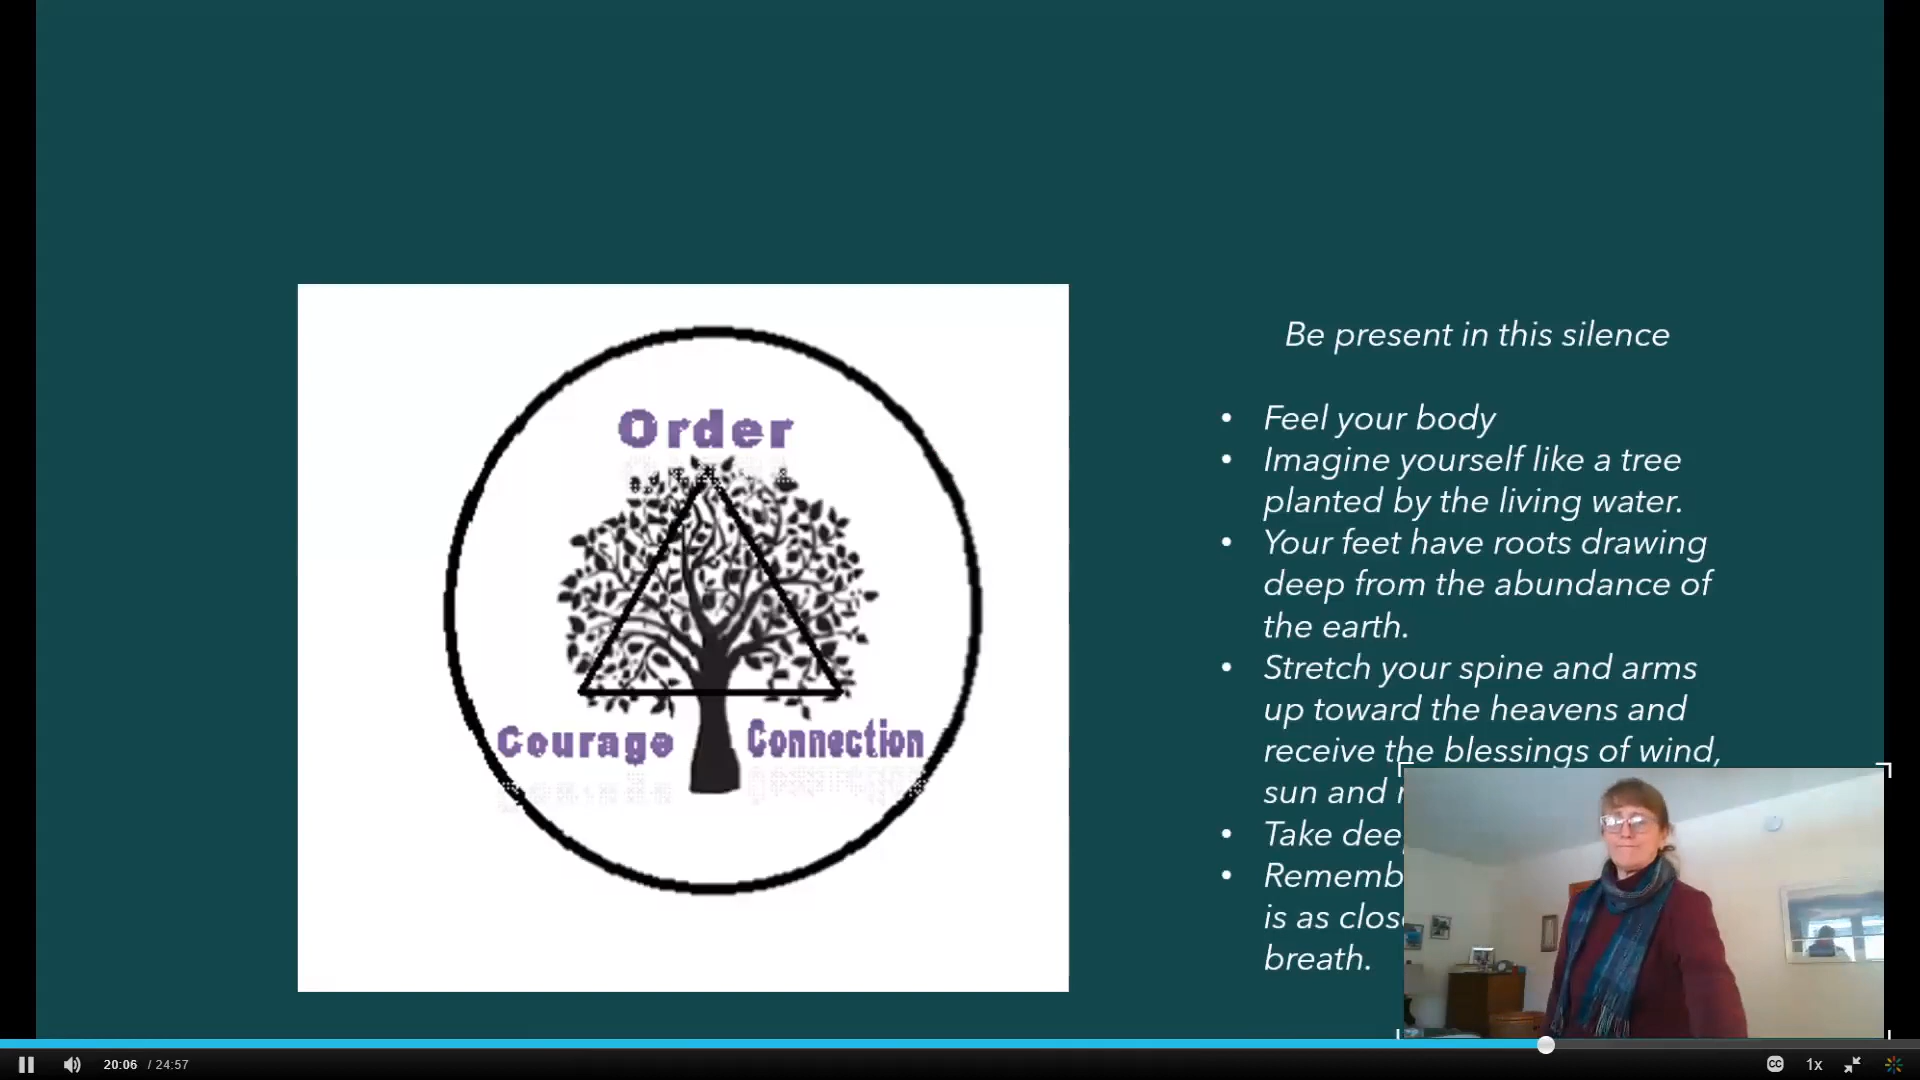 Order
Courage
Connection
Be present in this silence
• Feel your body
• Imagine yourself like a tree
planted by the living water.
• Your feet have roots drawing
deep from the abundance of
the earth.
• Stretch your spine and arms
up toward the heavens and
receive the blessings of wind,
sun and
• Take
•
is as
breath.
20:06 / 24:57
CC
1x